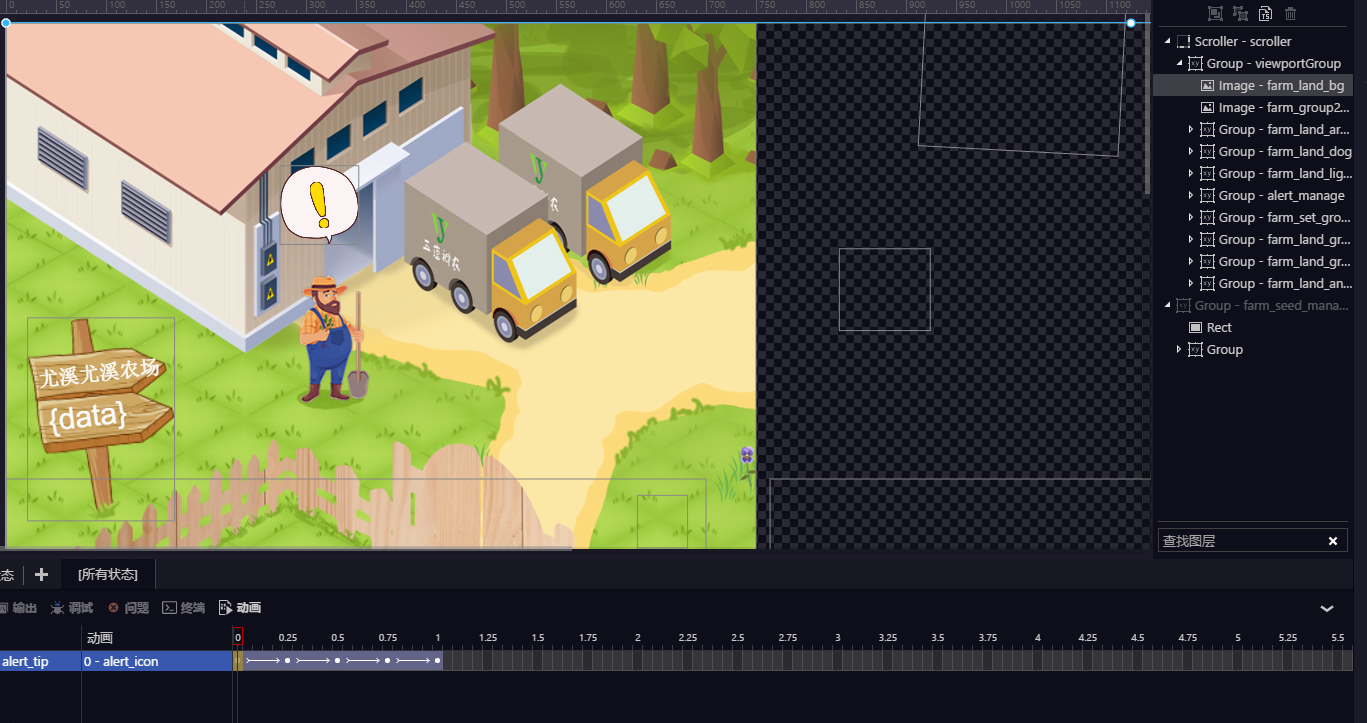 0 50 100 150 200 250 300 350 400 450 500 550 600 650 700 750 800 850 900 950 1000 1050 1100
Scroller - scroller
Group - viewportGroup
Image - farm_land_bg
Image - farm_group2...
Group - farm_land_ar...
Group - farm_land_dog
Group - farm_land_lig...
Group - alert_manage
Group - farm_set_gro...
Group - farm_land_gr...
Group - farm_land_gr...
Group - farm_land_an...
Group - farm_seed_mana...
Rect
Group
尤溪尤溪农场
{data}
查找图层
态
[所有状态]
输出 调试 问题 终端 动画
动画
0 0.25 0.5 0.75 1 1.25 1.5 1.75 2 2.25 2.5 2.75 3 3.25 3.5 3.75 4 4.25 4.5 4.75 5 5.25 5.5
alert_tip
0 - alert_icon